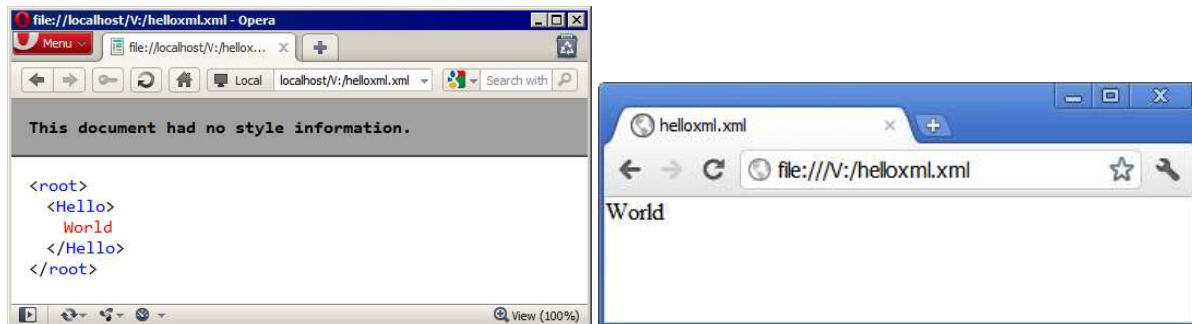 file://localhost/V:/helloxml.xml - Opera
Menu
file://localhost/V:/hellox...
Local
localhost/V:/helloxml.xml
Search with
This document had no style information.
<root>
<Hello>
World
</Hello>
</root>
View (100%)
helloxml.xml
file:///V:/helloxml.xml
World